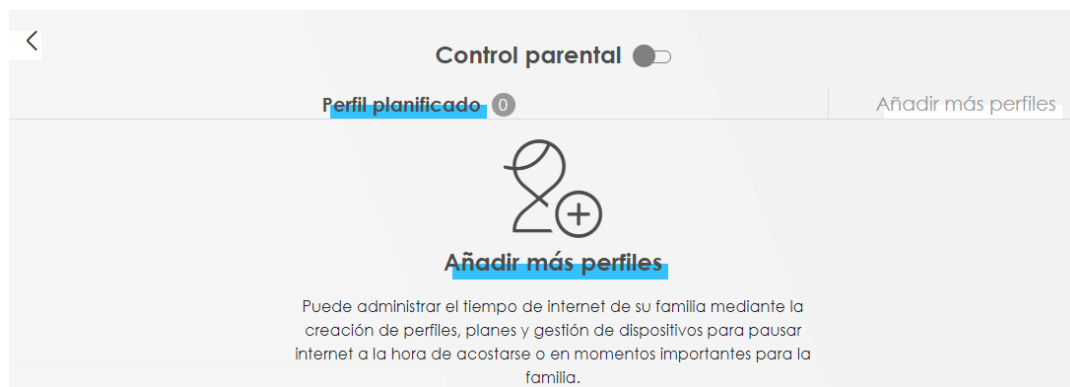 Control parental
Perfil planificado 0
Añadir más perfiles
Añadir más perfiles
Puede administrar el tiempo de internet de su familia mediante la
creación de perfiles, planes y gestión de dispositivos para pausar
internet a la hora de acostarse o en momentos importantes para la
familia.